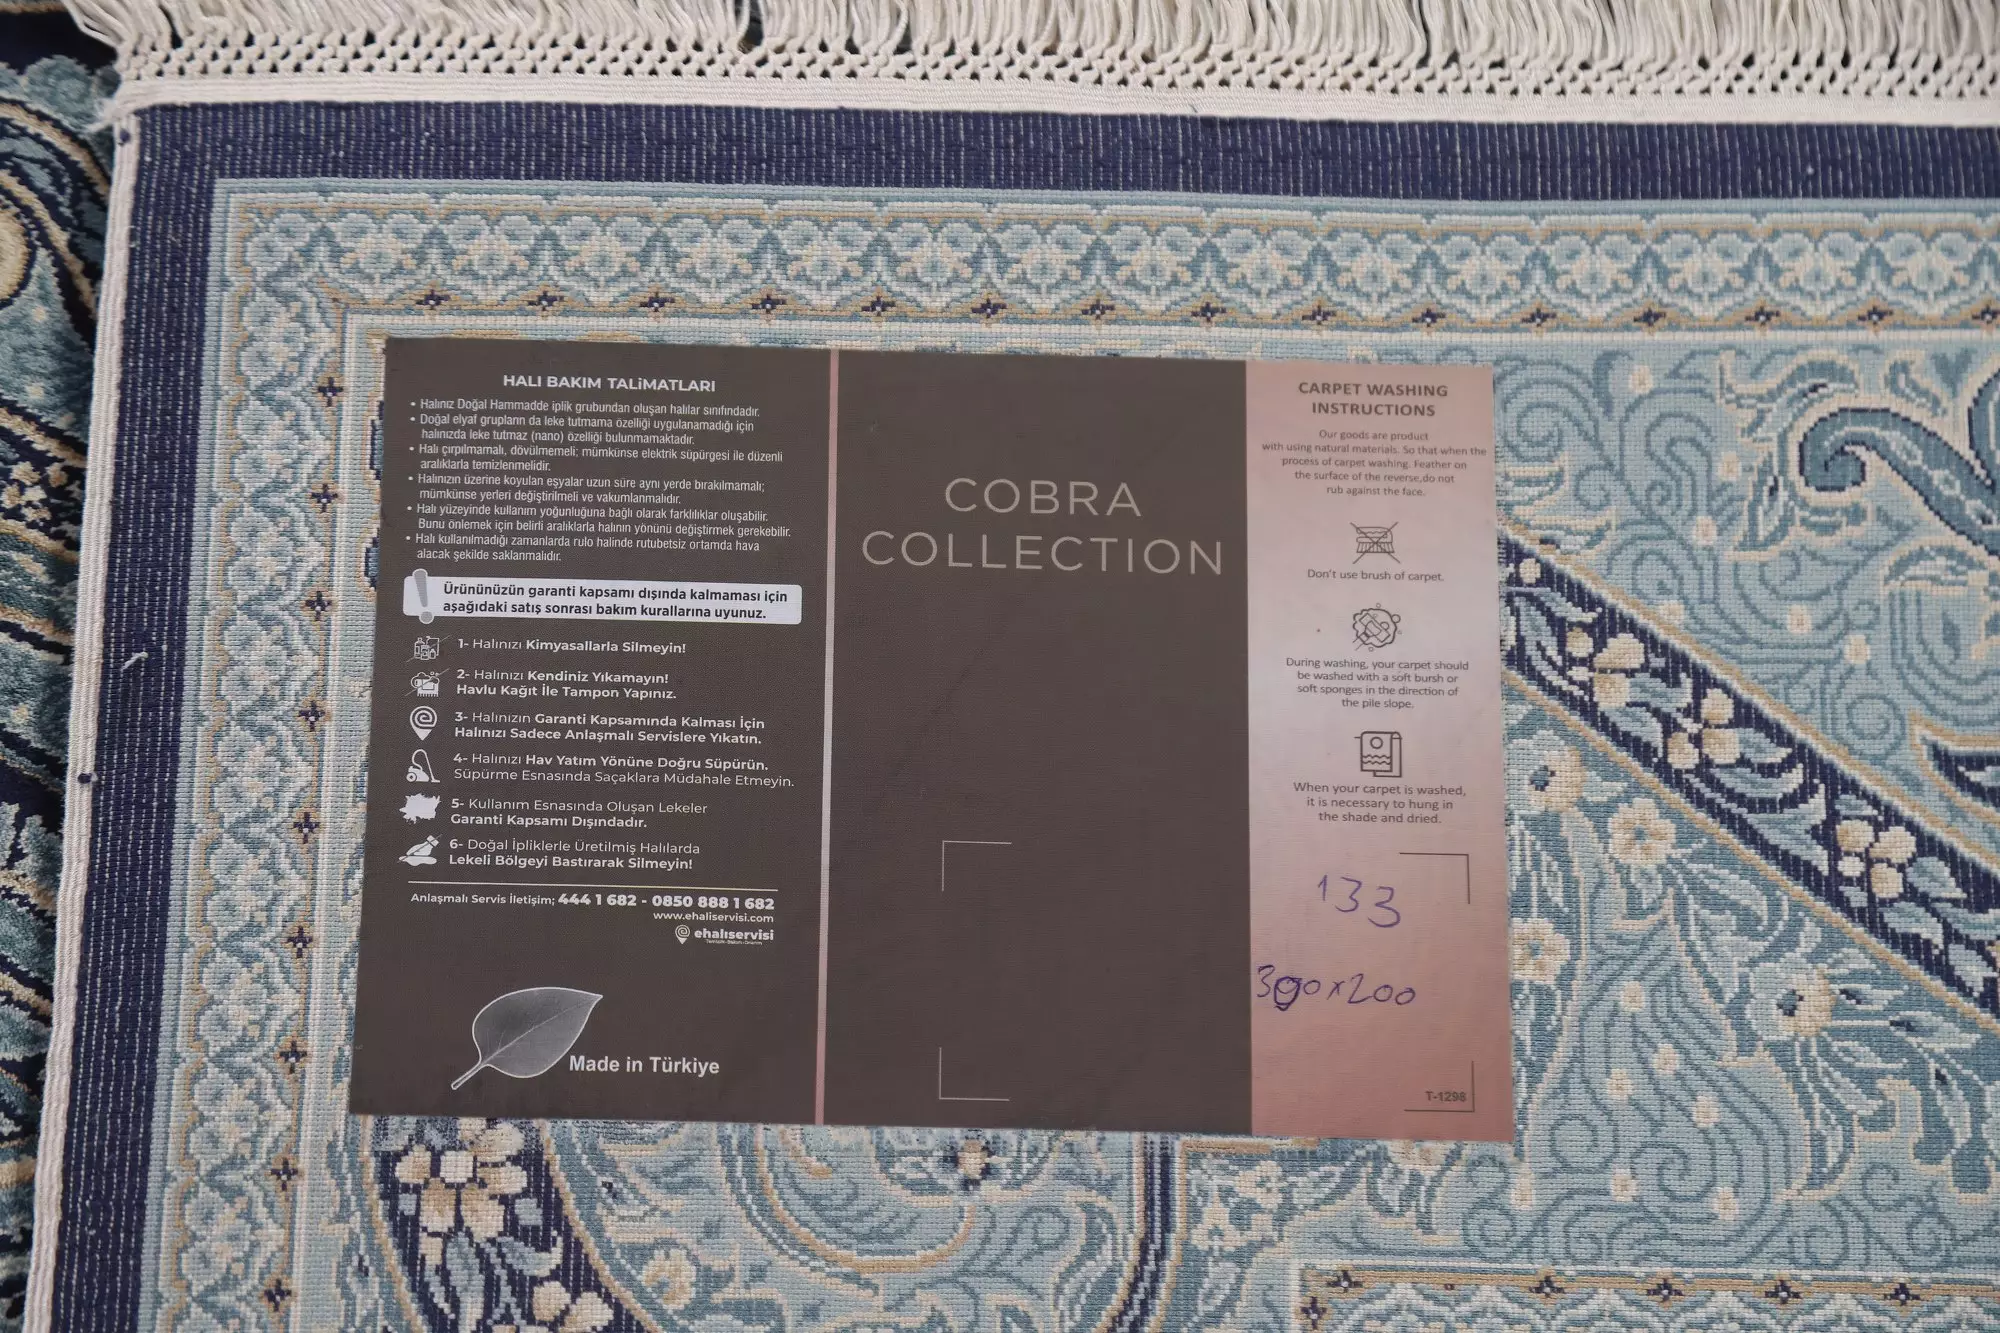 HALI BAKIM TALiMATLARI
• Halınız Doğal Hammadde iplik grubundan oluşan halılar sınıfındadır.
• Doğal elyaf grupların da leke tutmama özelliği uygulanamadığı için
halınızda leke tutmaz (nano) özelliği bulunmamaktadır.
• Halı çırpılmamalı, dövülmemeli; mümkünse elektrik süpürgesi ile düzenli
aralıklarla temizlenmelidir.
• Halınızın üzerine koyulan eşyalar uzun süre aynı yerde bırakılmamalı;
mümkünse yerleri değiştirilmeli ve vakumlanmalıdır.
• Halı yüzeyinde kullanım yoğunluğuna bağlı olarak farklılıklar oluşabilir.
Bunu önlemek için belirli aralıklarla halının yönünü değiştirmek gerekebilir.
• Halı kullanılmadığı zamanlarda rulo halinde rutubetsiz ortamda hava
alacak şekilde saklanmalıdır.
Ürününüzün garanti kapsamı dışında kalmaması için
aşağıdaki satış sonrası bakım kurallarına uyunuz.
1- Halınızı Kimyasallarla Silmeyin!
2- Halınızı Kendiniz Yıkamayın!
Havlu Kağıt İle Tampon Yapınız.
3- Halınızın Garanti Kapsamında Kalması İçin
Halınızı Sadece Anlaşmalı Servislere Yıkatın.
4- Halınızı Hav Yatım Yönüne Doğru Süpürün.
Süpürme Esnasında Saçaklara Müdahale Etmeyin.
5- Kullanım Esnasında Oluşan Lekeler
Garanti Kapsamı Dışındadır.
6- Doğal İpliklerle Üretilmiş Halılarda
Lekeli Bölgeyi Bastırarak Silmeyin!
Anlaşmalı Servis İletişim; 444 1 682 - 0850 888 1 682
www.ehaliservisi.com
ehalıservisi
Made in Türkiye
COBRA
COLLECTION
CARPET WASHING
INSTRUCTIONS
Our goods are product
with using natural materials. So that when the
process of carpet washing. Feather on
the surface of the reverse,do not
rub against the face.
Don't use brush of carpet.
During washing, your carpet should
be washed with a soft bursh or
soft sponges in the direction of
the pile slope.
When your carpet is washed,
it is necessary to hung in
the shade and dried.
133
300x200
T-1298